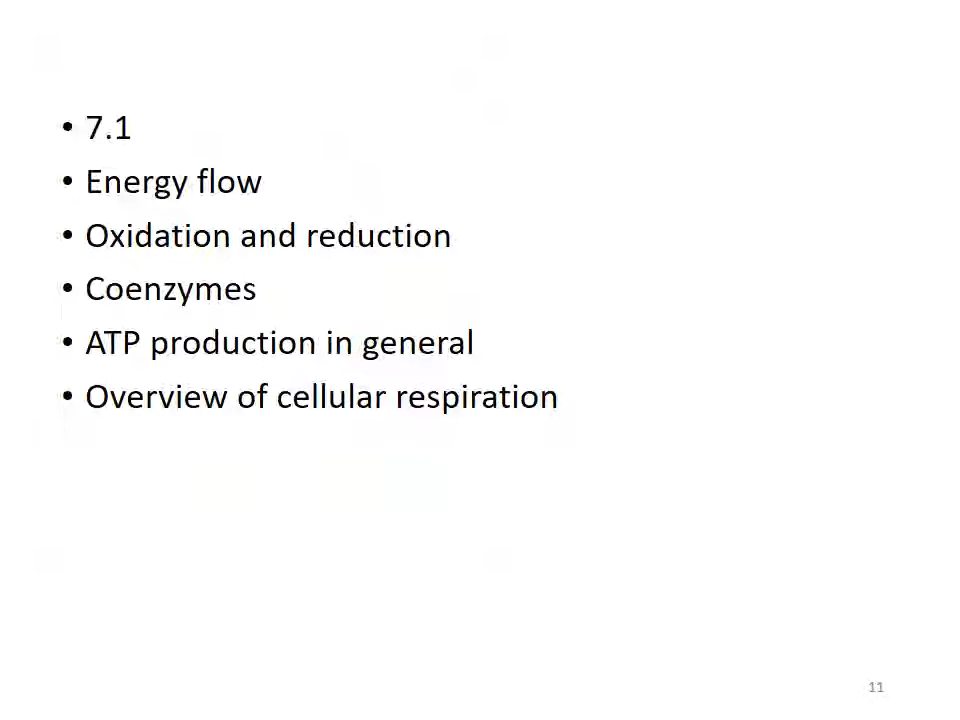 • 7.1
• Energy flow
• Oxidation and reduction
• Coenzymes
• ATP production in general
• Overview of cellular respiration
11